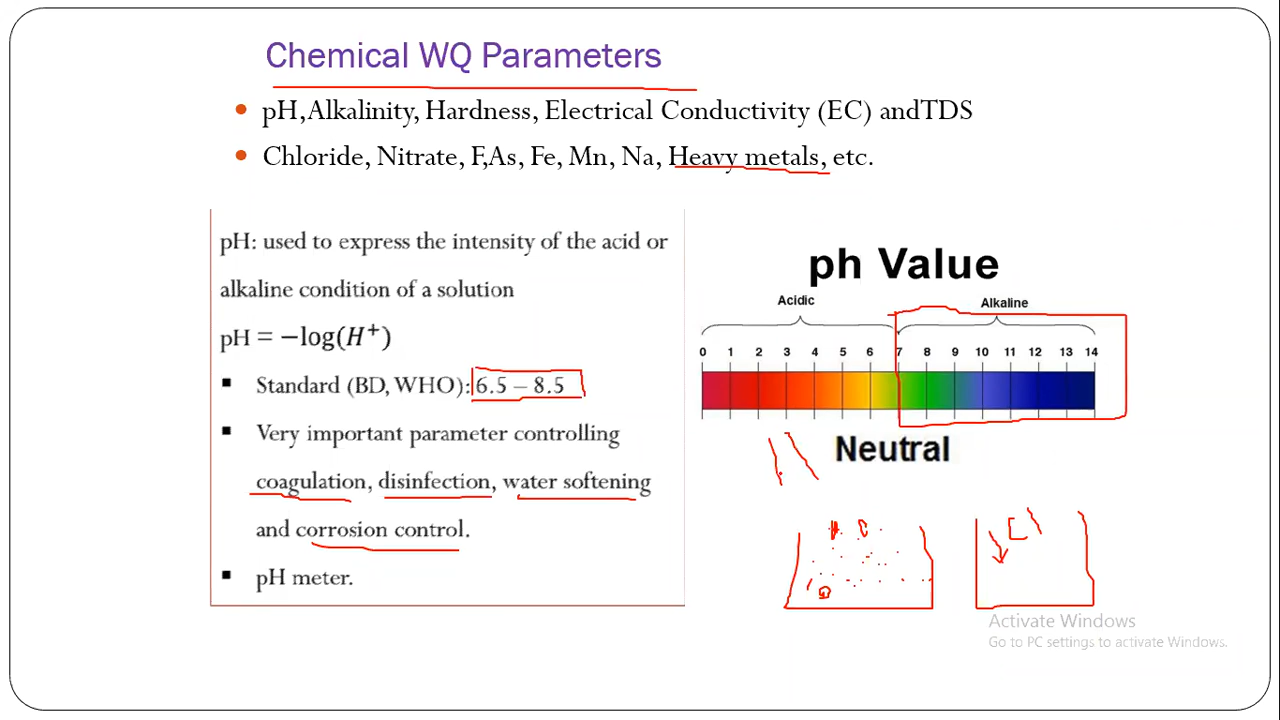 Chemical WQ Parameters
• pH,Alkalinity, Hardness, Electrical Conductivity (EC) andTDS
• Chloride, Nitrate, F,As, Fe, Mn, Na, Heavy metals, etc.
pH: used to express the intensity of the acid or
alkaline condition of a solution
pH = −log(H⁺)
▪ Standard (BD, WHO): 6.5 – 8.5
▪ Very important parameter controlling
coagulation, disinfection, water softening
and corrosion control.
▪ pH meter.
ph Value
Acidic Alkaline
0 1 2 3 4 5 6 7 8 9 10 11 12 13 14
Neutral
Activate Windows
Go to PC settings to activate Windows.